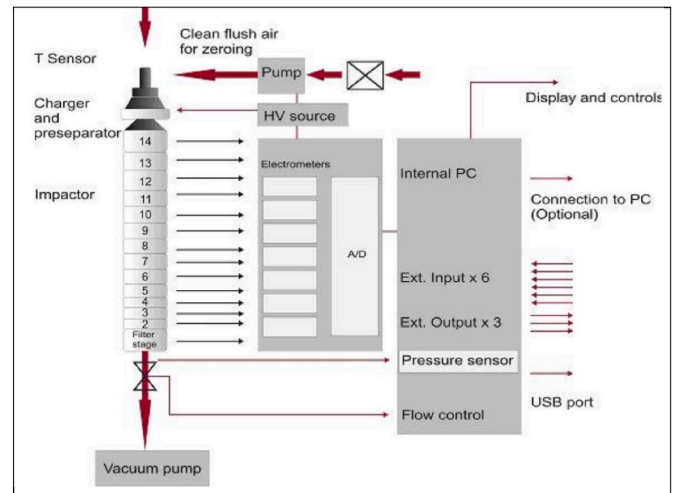 Clean flush air
for zeroing
T Sensor
Pump
Display and controls
Charger
and
preseparator
HV source
14
13
12
11
10
9
8
7
6
5
4
3
2
Filter
stage
Impactor
Electrometers
A/D
Internal PC
Connection to PC
(Optional)
Ext. Input x 6
Ext. Output x 3
Pressure sensor
USB port
Flow control
Vacuum pump